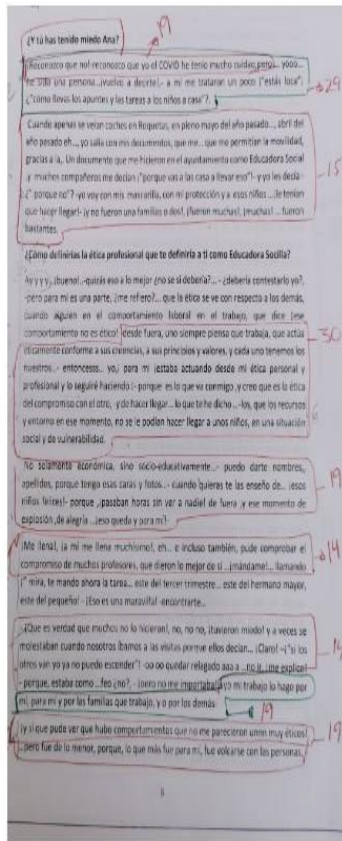 19
¿Y tú has tenido miedo Ana?
¡Reconozco que no! reconozco que yo el COVID he tenio mucho cuidao, pero... yooo...
he sido una persona...¡vuelvo a decirte!,- a mí me trataran un poco ("estás loca",
¿"cómo llevas los apuntes y las tareas a los niños a casa"?.
29
Cuando apenas se veían coches en Roquetas, en pleno mayo del año pasado..., abril del
año pasado eh..., yo salía con mis documentos, que me... que me permitían la movilidad,
gracias a la, Un documento que me hicieron en el ayuntamiento como Educadora Social
y muchos compañeros me decían ¿"porque vas a las casa a llevar eso"!- y yo les decía
15
¿" porque no"? -yo voy con mis mascarilla, con mi protección y a esos niños ...¡le tenían
que hacer llegar!- ¡y no fueron una familias o dos!, ¡fueron muchas!, ¡muchas! ... fueron
bastantes.
¿Cómo definirías la ética profesional que te definiría a ti como Educadora Socilla?
Ay y y y, ¡bueno!,-quizás eso a lo mejor ¿no se si debería?... - ¿debería contestarlo yo?,
-pero para mí es una parte, ¿me refiero?... que la ética se ve con respecto a los demás,
cuando alguien en el comportamiento laboral en el trabajo, que dice ¡ese
comportamiento no es ético! desde fuera, uno siempre piensa que trabaja, que actúa
30
éticamente conforme a sus creencias, a sus principios y valores, y cada uno tenemos los
nuestros.- entonceess.. yo,/ para mí ¡estaba actuando desde mi ética personal y
profesional y lo seguiré haciendo !- porque es lo que va conmigo ,y creo que es la ética
del compromiso con el otro, -y de hacer llegar... lo que te he dicho...-los, que los recursos
y entorno en ese momento, no se le podían hacer llegar a unos niños, en una situación
social y de vulnerabilidad.
No solamente económica, sino socio-educativamente.- puedo darte nombres,
apellidos, porque tengo esas caras y fotos..- cuando quieras te las enseño de... ¡esos
19
niños felices!- porque ,¡pasaban horas sin ver a nadie! de fuera ,y ese momento de
explosión ,de alegría ...¡eso queda y para mí!-
¡Me llena!, ¡a mí me llena muchísimo!, eh... e incluso también, pude comprobar el
14
compromiso de muchos profesores, que dieron lo mejor de sí ...¡mándame!... llamando
¡" mira, te mando ahora la tarea... este del tercer trimestre... este del hermano mayor,
este del pequeño! - ¡Eso es una maravilla! -encontrarte...
¡Que es verdad que muchos no lo hicieron!, no, no, no, ¡tuvieron miedo! y a veces se
molestaban cuando nosotros íbamos a las visitas porque ellos decían... ¡Claro! –¡"si los
otros van yo ya no puedo escender"!
- porque, estaba como ...feo ¿no?, - ¡pero no me importaba! y yo mi trabajo lo hago por
mí, para mí y por las familias que trabajo, y o por los demás.
19
¡y sí que pude ver que hubo comportamientos que no me parecieron umm muy éticos!
19
,pero fue de lo menor, porque, lo que más fue para mí, fue volcarse con las personas,